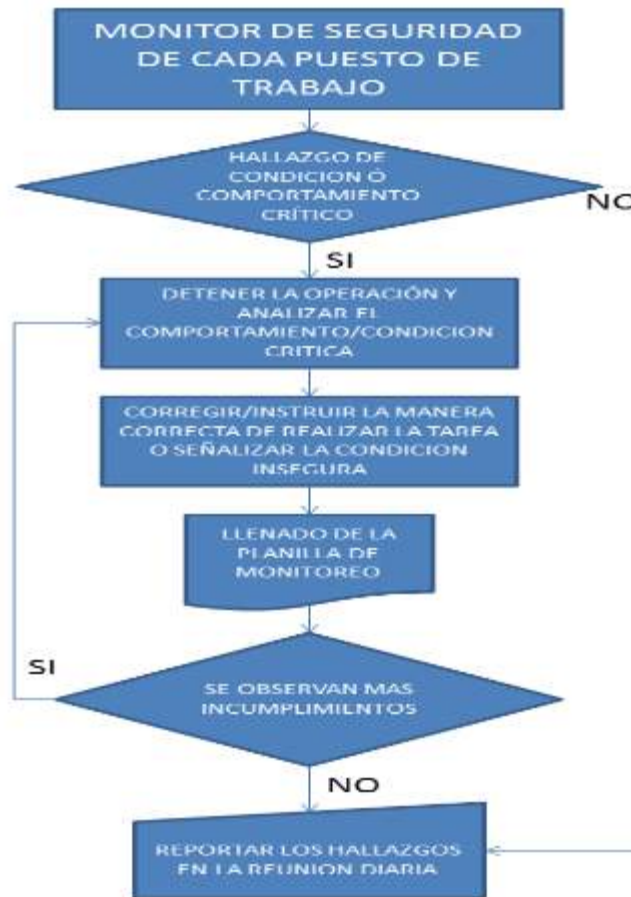 MONITOR DE SEGURIDAD
DE CADA PUESTO DE
TRABAJO
HALLAZGO DE
CONDICION Ó
COMPORTAMIENTO
CRÍTICO
NO
SI
DETENER LA OPERACIÓN Y
ANALIZAR EL
COMPORTAMIENTO/CONDICION
CRITICA
CORREGIR/INSTRUIR LA MANERA
CORRECTA DE REALIZAR LA TAREA
O SEÑALIZAR LA CONDICION
INSEGURA
LLENADO DE LA
PLANILLA DE
MONITOREO
SI
SE OBSERVAN MAS
INCUMPLIMIENTOS
NO
REPORTAR LOS HALLAZGOS
EN LA REUNION DIARIA